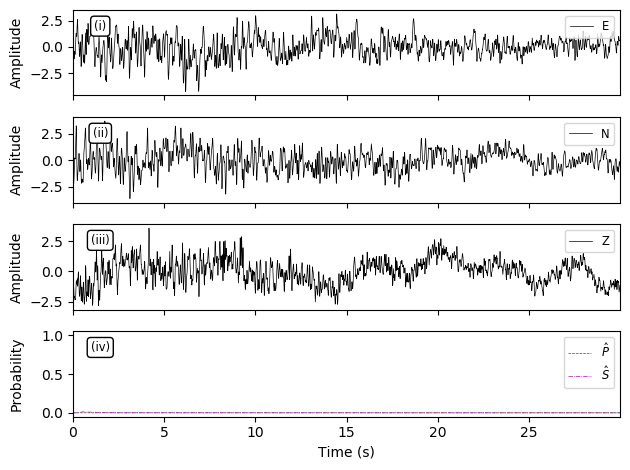 2.5
0.0
−2.5
Amplitude
(i)
E
2.5
0.0
−2.5
Amplitude
(ii)
N
2.5
0.0
−2.5
Amplitude
(iii)
Z
1.0
0.5
0.0
Probability
(iv)
P̂
Ŝ
0 5 10 15 20 25
Time (s)